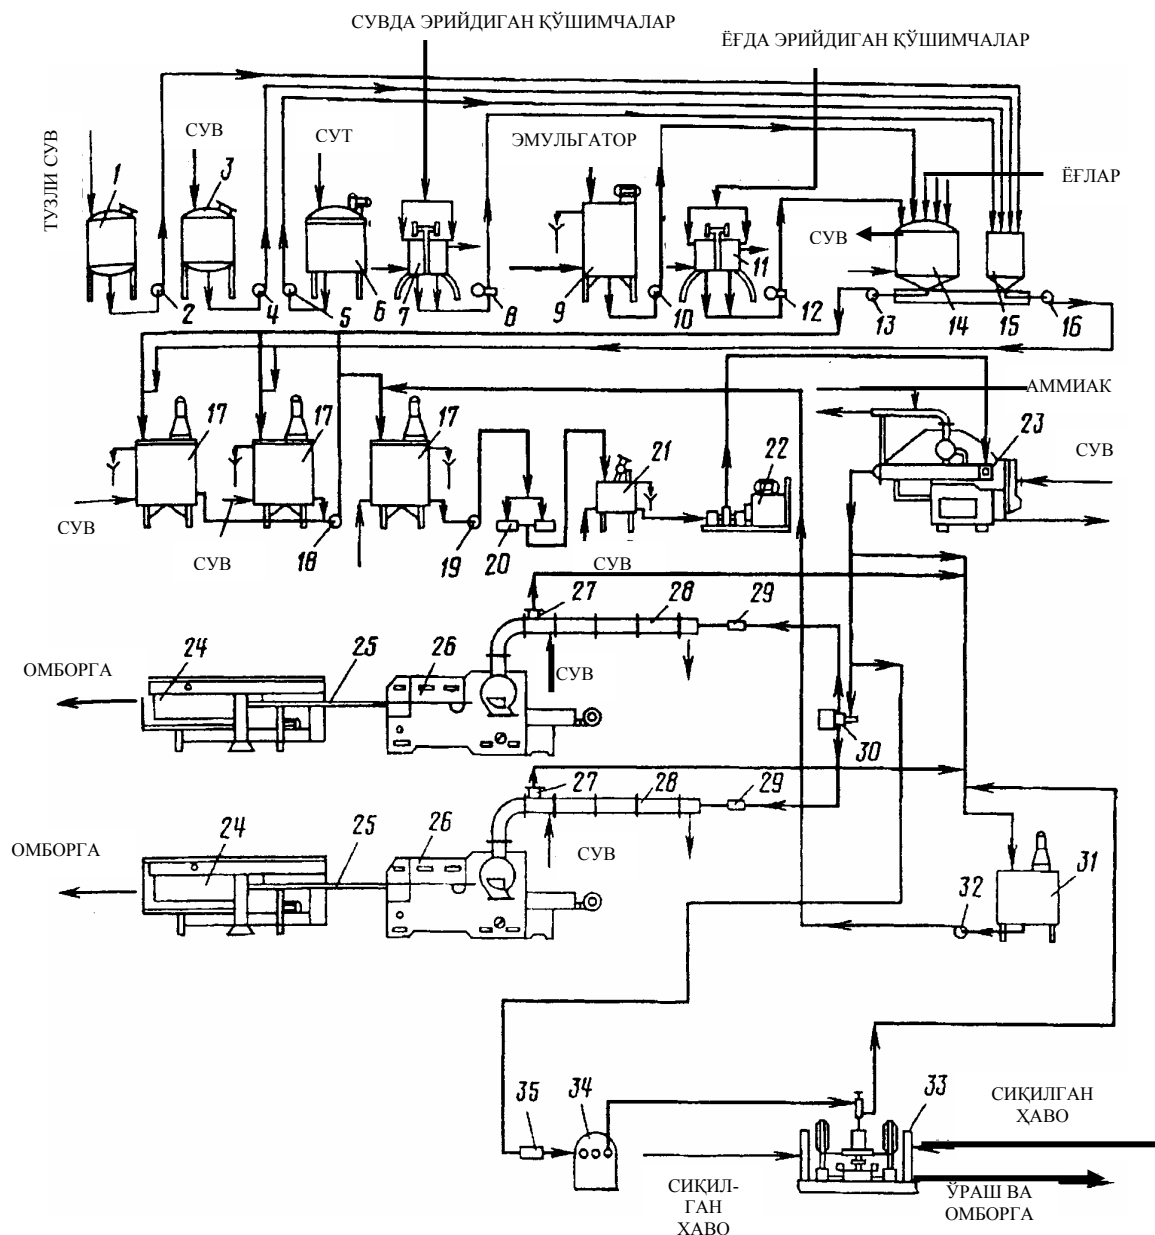 СУВДА ЭРИЙДИГАН ҚЎШИМЧАЛАР
ЁҒДА ЭРИЙДИГАН ҚЎШИМЧАЛАР
ТУЗЛИ СУВ
СУВ
СУТ
ЭМУЛЬГАТОР
ЁҒЛАР
СУВ
1
3
2
4
5
6
7
8
9
10
11
12
13
14
15
16
АММИАК
17
17
17
21
22
23
СУВ
СУВ
СУВ
18
19
20
СУВ
27
28
29
24
25
26
ОМБОРГА
СУВ
30
27
28
29
24
25
26
ОМБОРГА
СУВ
31
32
35
34
33
СИҚИЛГАН
ҲАВО
СИҚИЛ-
ГАН
ҲАВО
ЎРАШ ВА
ОМБОРГА